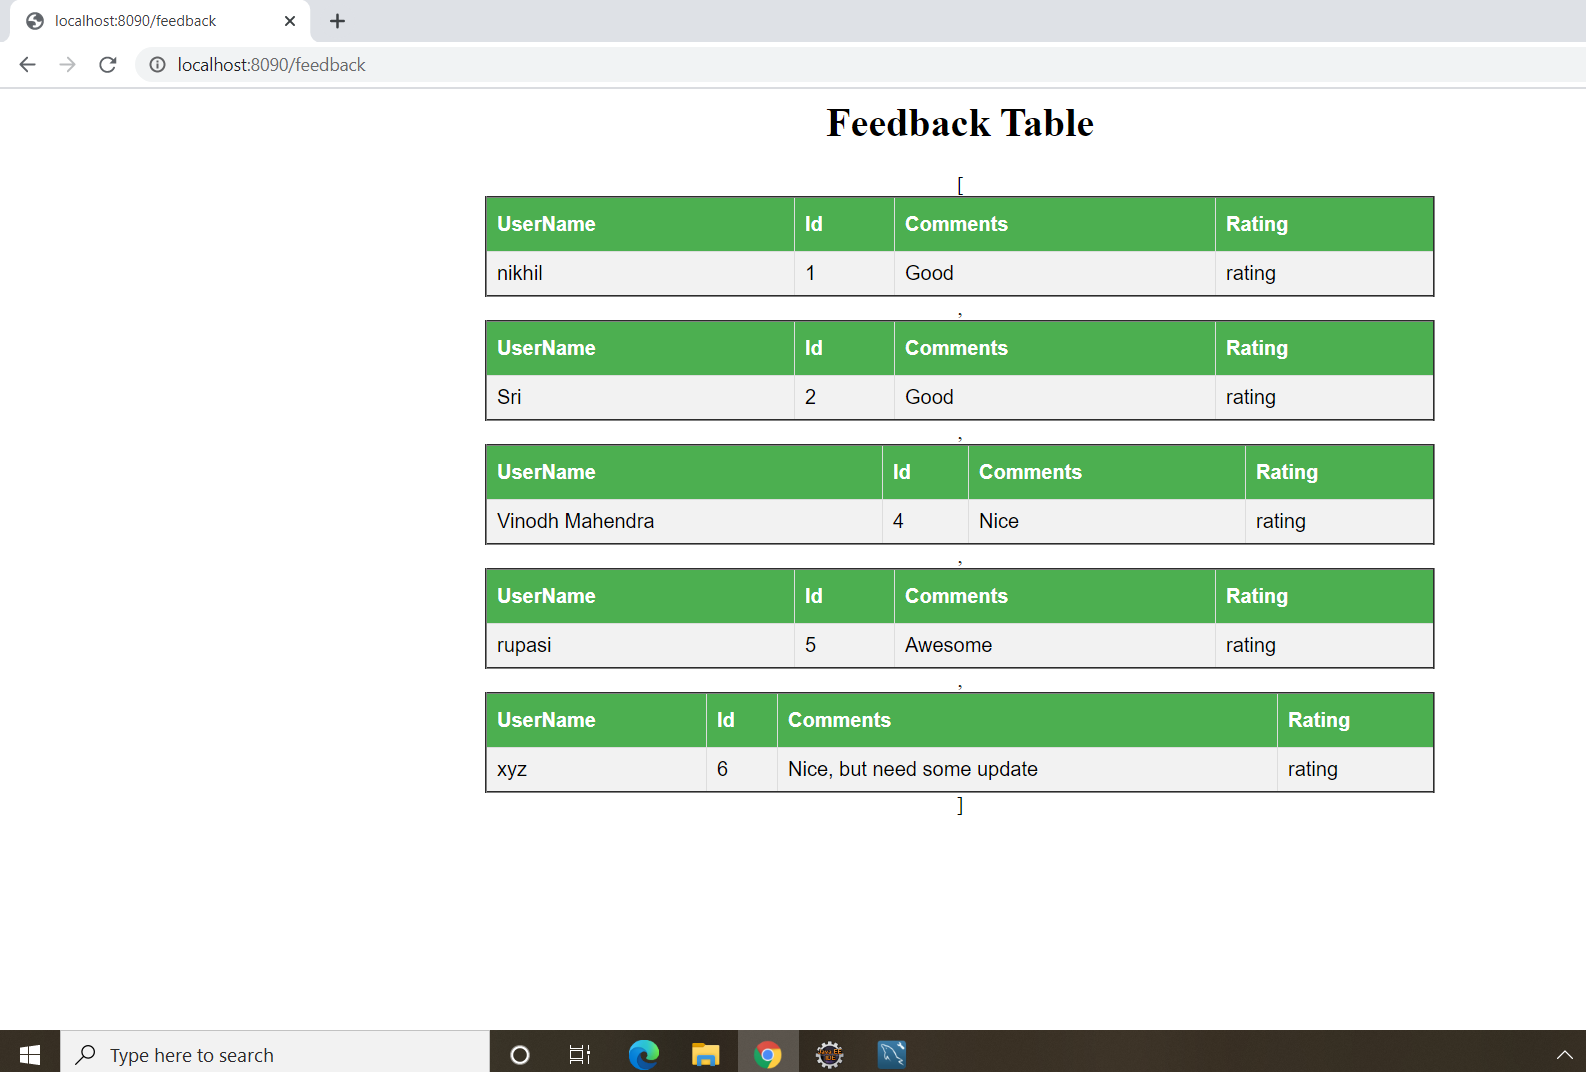 localhost:8090/feedback
localhost:8090/feedback
Feedback Table
[
UserName Id Comments Rating
nikhil 1 Good rating
,
UserName Id Comments Rating
Sri 2 Good rating
,
UserName Id Comments Rating
Vinodh Mahendra 4 Nice rating
,
UserName Id Comments Rating
rupasi 5 Awesome rating
,
UserName Id Comments Rating
xyz 6 Nice, but need some update rating
]
Type here to search